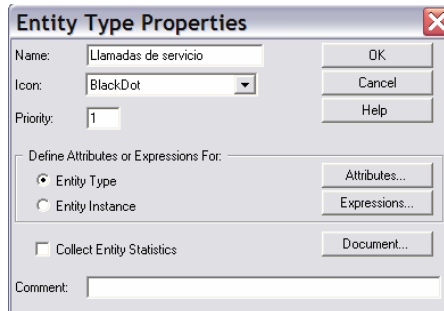 Entity Type Properties
Name: Llamadas de servicio OK
Icon: BlackDot Cancel
Priority: 1 Help
Define Attributes or Expressions For:
Entity Type Attributes...
Entity Instance Expressions...
Collect Entity Statistics Document...
Comment: